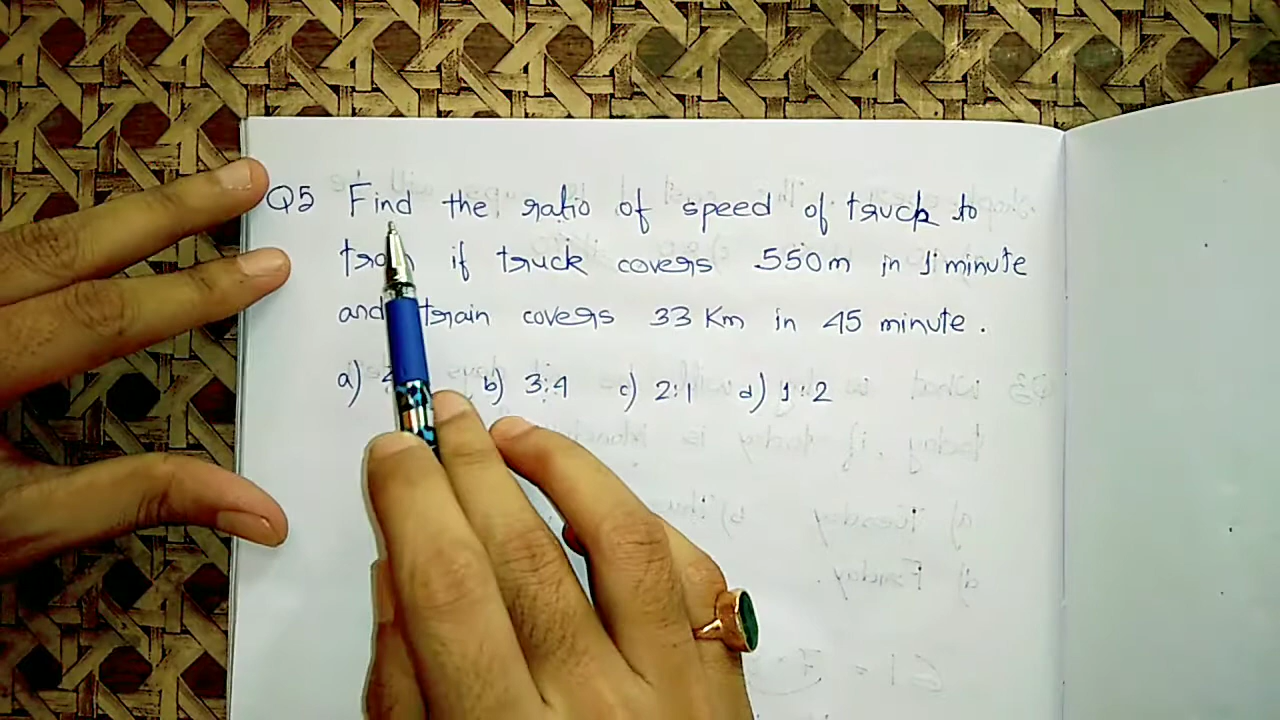 Q5 Find the ratio of speed of truck to
if truck covers 550m in 1 minute
and train covers 33 Km in 45 minute.
a) b) 3:4 c) 2:1 d) 1:2